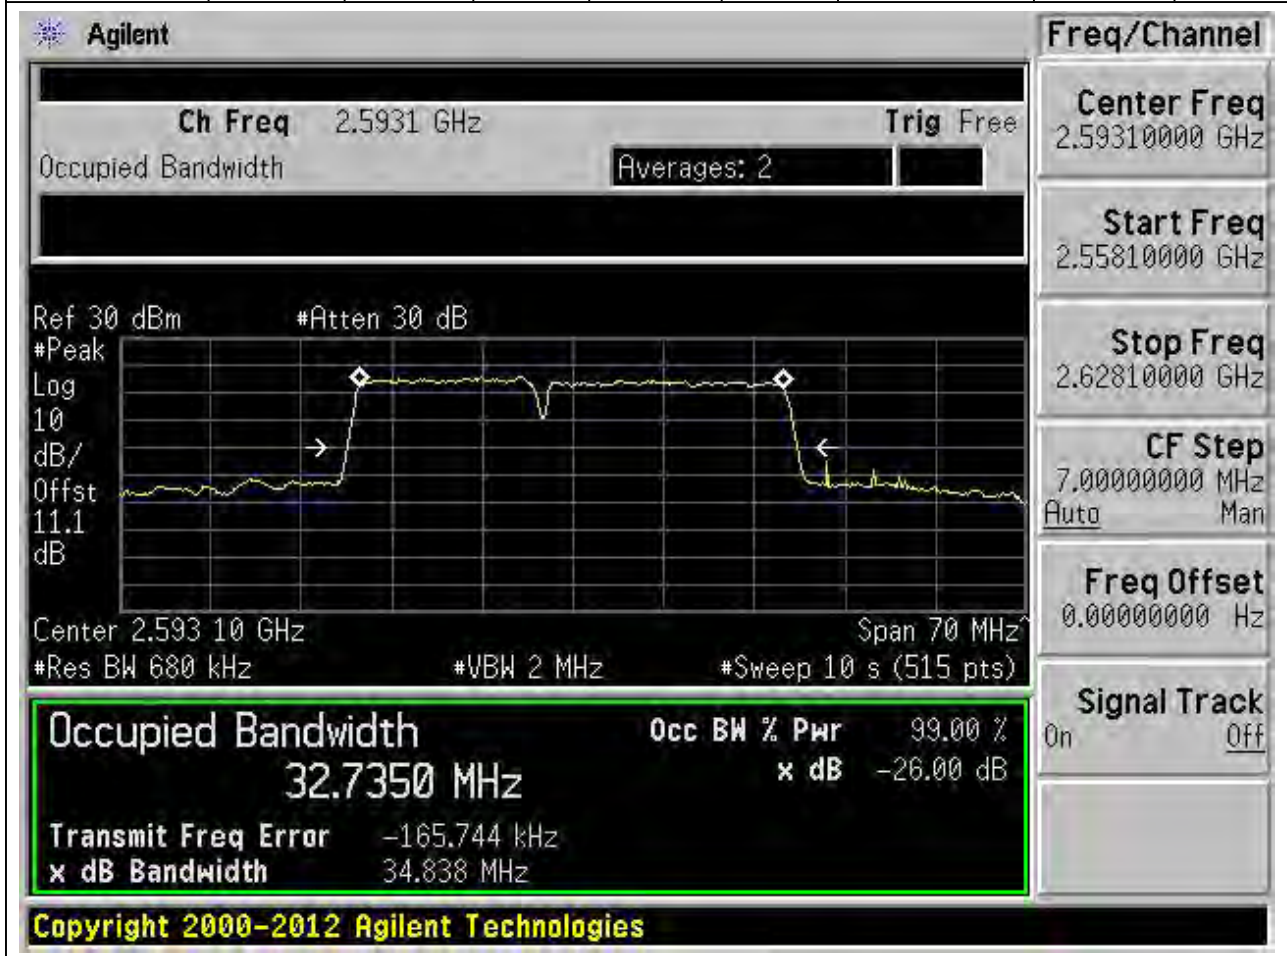 Agilent
Freq/Channel
Ch Freq 2.5931 GHz Trig Free
Occupied Bandwidth Averages: 2
Center Freq
2.59310000 GHz
Start Freq
2.55810000 GHz
Stop Freq
2.62810000 GHz
CF Step
7.00000000 MHz
Auto Man
Freq Offset
0.00000000 Hz
Signal Track
On Off
Ref 30 dBm #Atten 30 dB
#Peak
Log
10
dB/
Offst
11.1
dB
Center 2.593 10 GHz Span 70 MHz^
#Res BW 680 kHz #VBW 2 MHz #Sweep 10 s (515 pts)
Occupied Bandwidth Occ BW % Pwr 99.00 %
32.7350 MHz x dB -26.00 dB
Transmit Freq Error -165.744 kHz
x dB Bandwidth 34.838 MHz
Copyright 2000-2012 Agilent Technologies